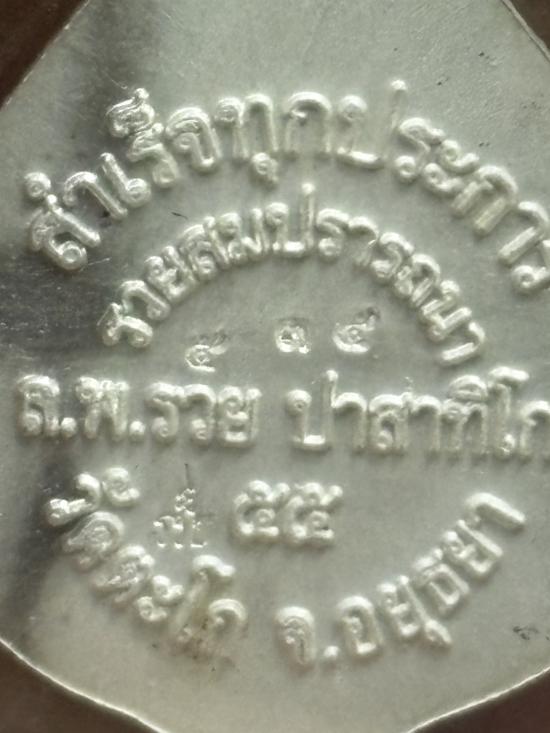 สำเร็จทุกประการ
รวยสมปรารถนา
๕ ๓ ๔
ล.พ.รวย ปาสาทิโก
๕๕
วัดตะโก จ.อยุธยา